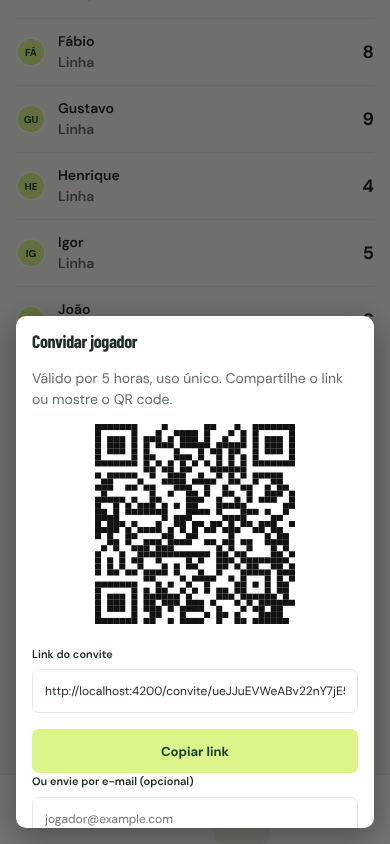 FÁ
Fábio
Linha
8
GU
Gustavo
Linha
9
HE
Henrique
Linha
4
IG
Igor
Linha
5
João
Convidar jogador
Válido por 5 horas, uso único. Compartilhe o link
ou mostre o QR code.
Link do convite
http://localhost:4200/convite/ueJJuEVWeABv22nY7jE
Copiar link
Ou envie por e-mail (opcional)
jogador@example.com